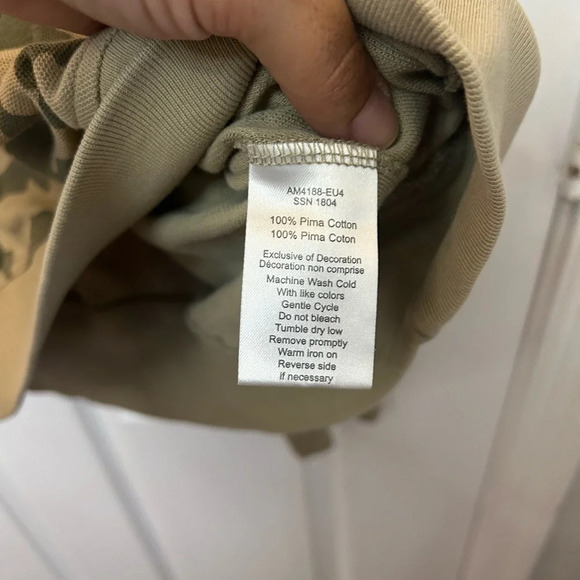 AM4188-EU4
SSN 1804
100% Pima Cotton
100% Pima Coton
Exclusive of Decoration
Décoration non comprise
Machine Wash Cold
With like colors
Gentle Cycle
Do not bleach
Tumble dry low
Remove promptly
Warm iron on
Reverse side
if necessary